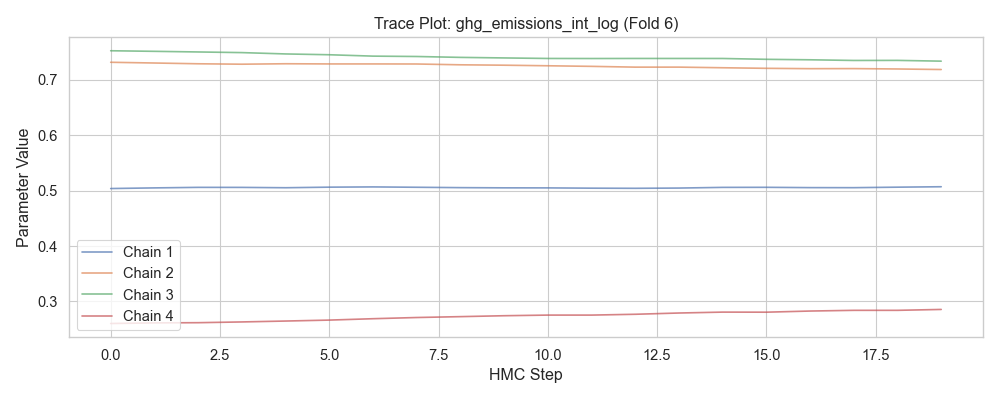 Trace Plot: ghg_emissions_int_log (Fold 6)
Parameter Value
0.7
0.6
0.5
0.4
0.3
Chain 1
Chain 2
Chain 3
Chain 4
0.0 2.5 5.0 7.5 10.0 12.5 15.0 17.5
HMC Step